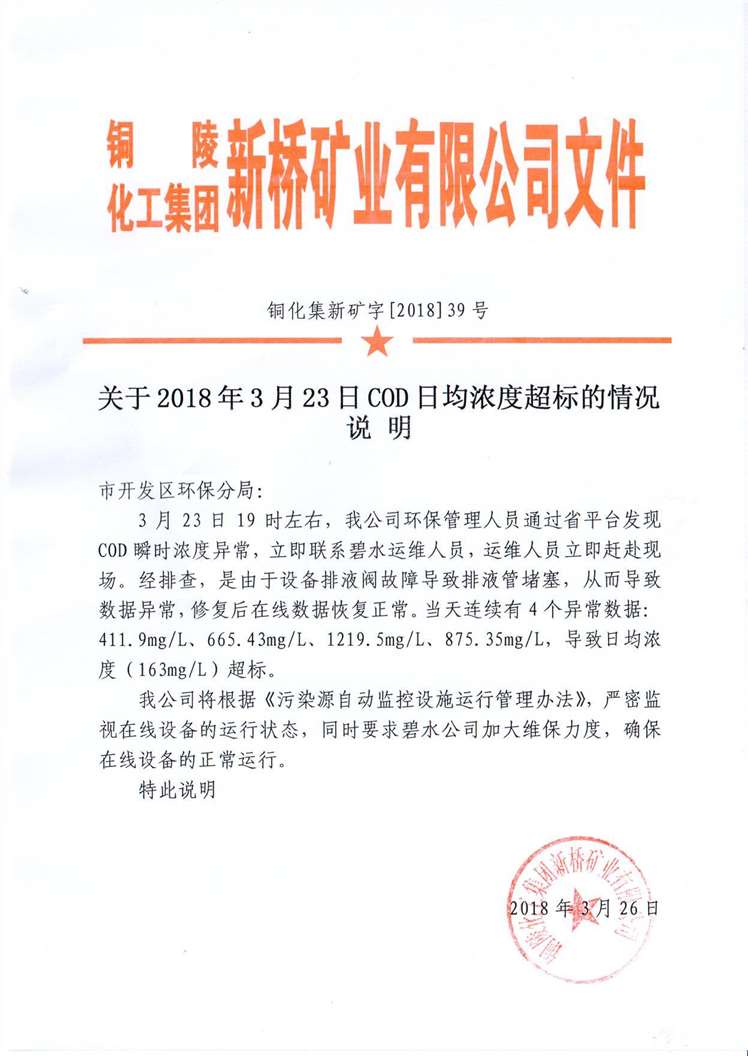 铜陵
化工集团
新桥矿业有限公司文件
铜化集新矿字[2018]39号
关于2018年3月23日COD日均浓度超标的情况
说 明
市开发区环保分局：
3 月 23 日 19 时左右，我公司环保管理人员通过省平台发现
COD 瞬时浓度异常，立即联系碧水运维人员，运维人员立即赶赴现
场。经排查，是由于设备排液阀故障导致排液管堵塞，从而导致
数据异常，修复后在线数据恢复正常。当天连续有 4 个异常数据：
411.9mg/L、665.43mg/L、1219.5mg/L、875.35mg/L，导致日均浓
度（163mg/L）超标。
我公司将根据《污染源自动监控设施运行管理办法》，严密监
视在线设备的运行状态，同时要求碧水公司加大维保力度，确保
在线设备的正常运行。
特此说明
铜陵化工集团新桥矿业有限公司
2018 年 3 月 26 日